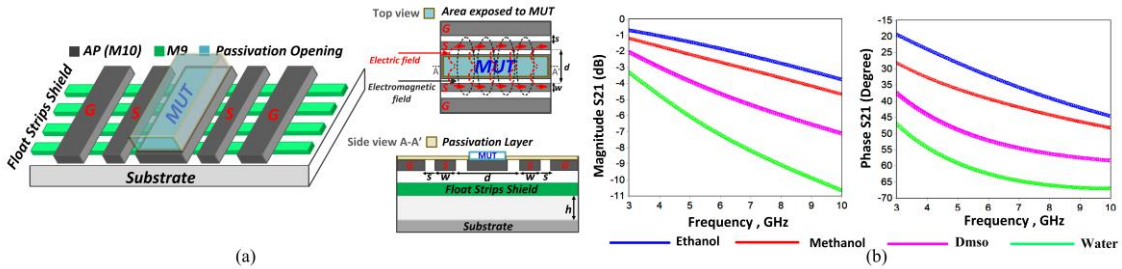 AP (M10) M9 Passivation Opening
Float Strips Shield
G S MUT S G
Substrate
Top view Area exposed to MUT
G
S
s
Electric field
MUT
A A'
d
Electromagnetic field
S
w
G
Side view A-A' Passivation Layer
MUT
G S S G
s w d w s
Float Strips Shield
h
Substrate
(a)
Magnitude S21 (dB)
0
-1
-2
-3
-4
-5
-6
-7
-8
-9
-10
-11
3 4 5 6 7 8 9 10
Frequency , GHz
Phase S21 (Degree)
15
20
25
30
35
40
45
50
55
60
65
70
3 4 5 6 7 8 9 10
Frequency , GHz
Ethanol Methanol Dmso Water
(b)